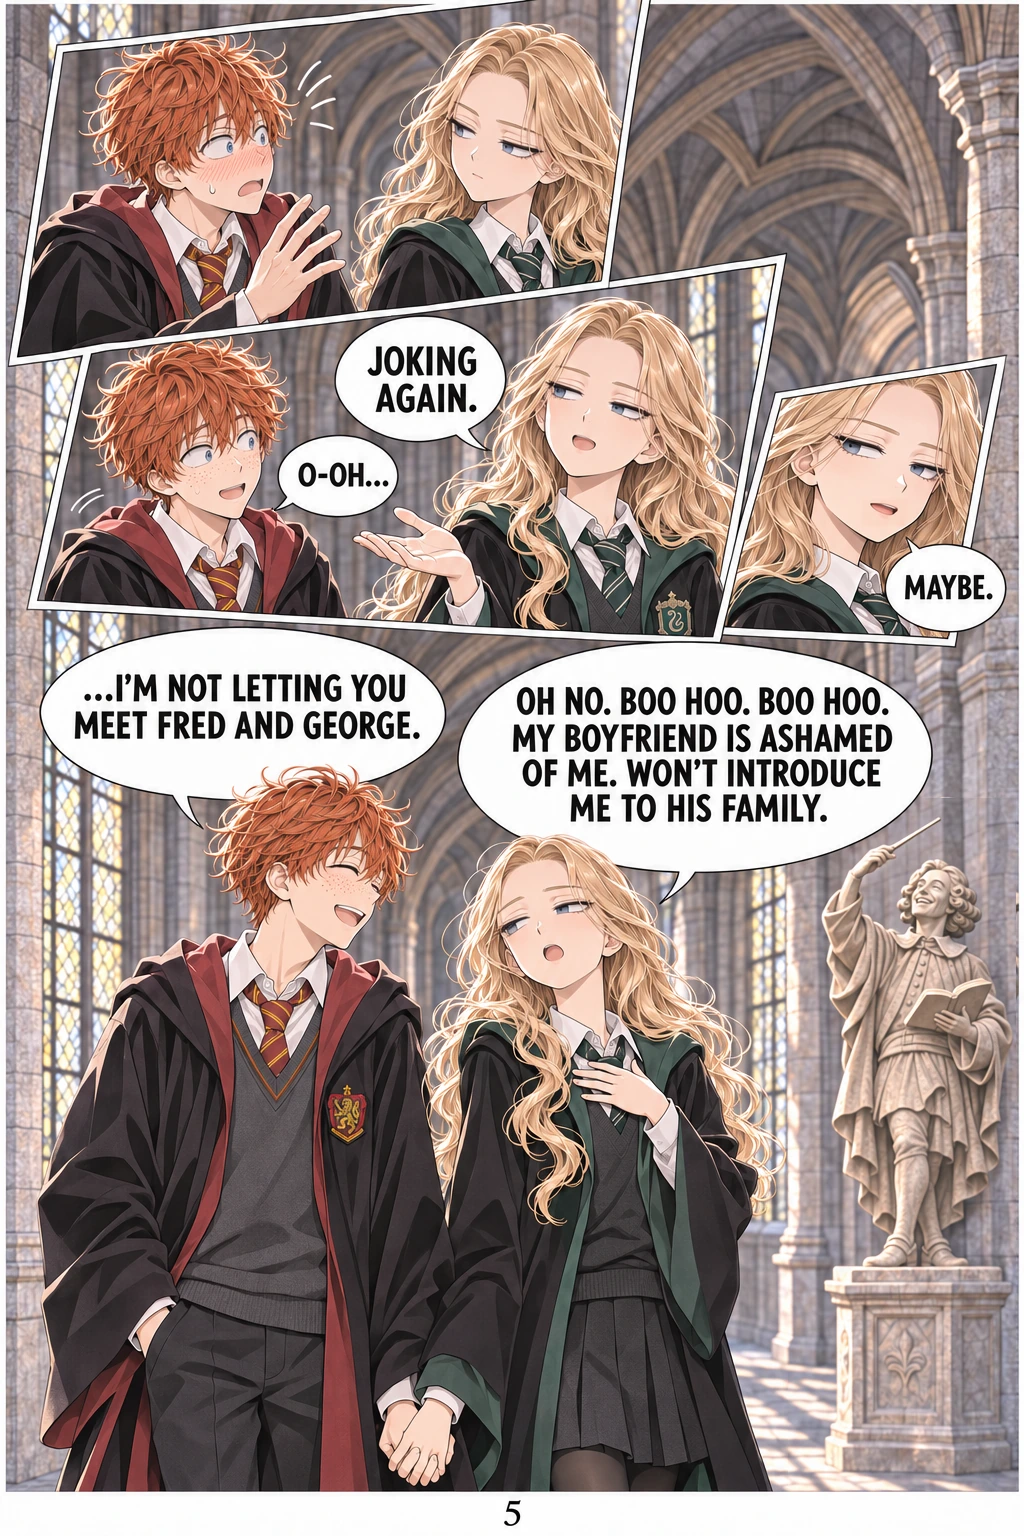 JOKING
AGAIN.
O-OH...
MAYBE.
...I'M NOT LETTING YOU
MEET FRED AND GEORGE.
OH NO. BOO HOO. BOO HOO.
MY BOYFRIEND IS ASHAMED
OF ME. WON'T INTRODUCE
ME TO HIS FAMILY.
5